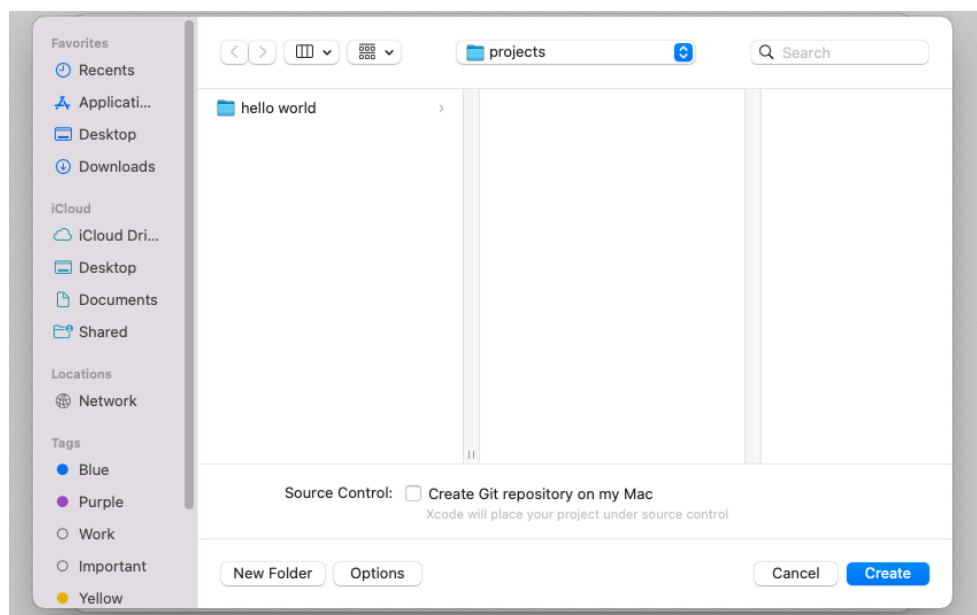 Favorites
Recents
Applicati...
Desktop
Downloads
iCloud
iCloud Dri...
Desktop
Documents
Shared
Locations
Network
Tags
Blue
Purple
Work
Important
Yellow
projects
Search
hello world
Source Control: Create Git repository on my Mac
Xcode will place your project under source control
New Folder Options Cancel Create